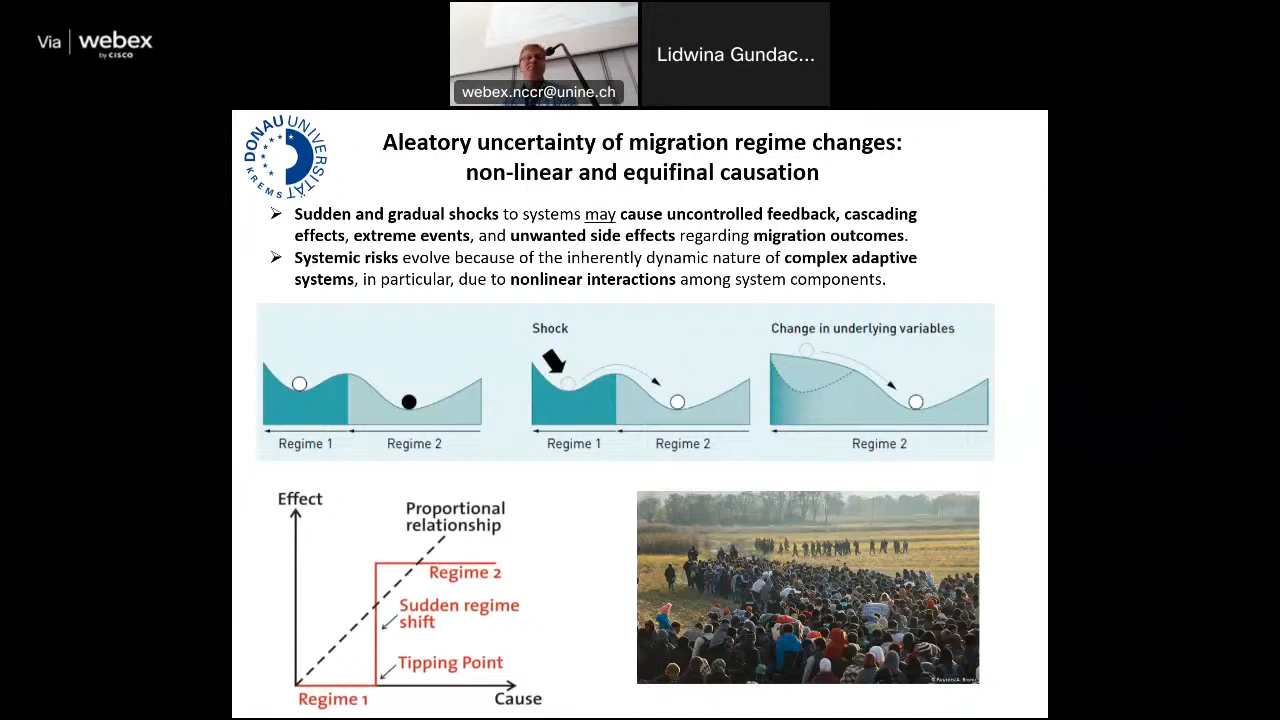 Via webex
by CISCO
webex.nccr@unine.ch
Lidwina Gundac...
DONAU UNIVERSITÄT
KREMS
Aleatory uncertainty of migration regime changes:
non-linear and equifinal causation
➢ Sudden and gradual shocks to systems may cause uncontrolled feedback, cascading
effects, extreme events, and unwanted side effects regarding migration outcomes.
➢ Systemic risks evolve because of the inherently dynamic nature of complex adaptive
systems, in particular, due to nonlinear interactions among system components.
Shock
Change in underlying variables
Regime 1
Regime 2
Regime 1
Regime 2
Regime 2
Effect
Proportional
relationship
Regime 2
Sudden regime
shift
Tipping Point
Regime 1
Cause